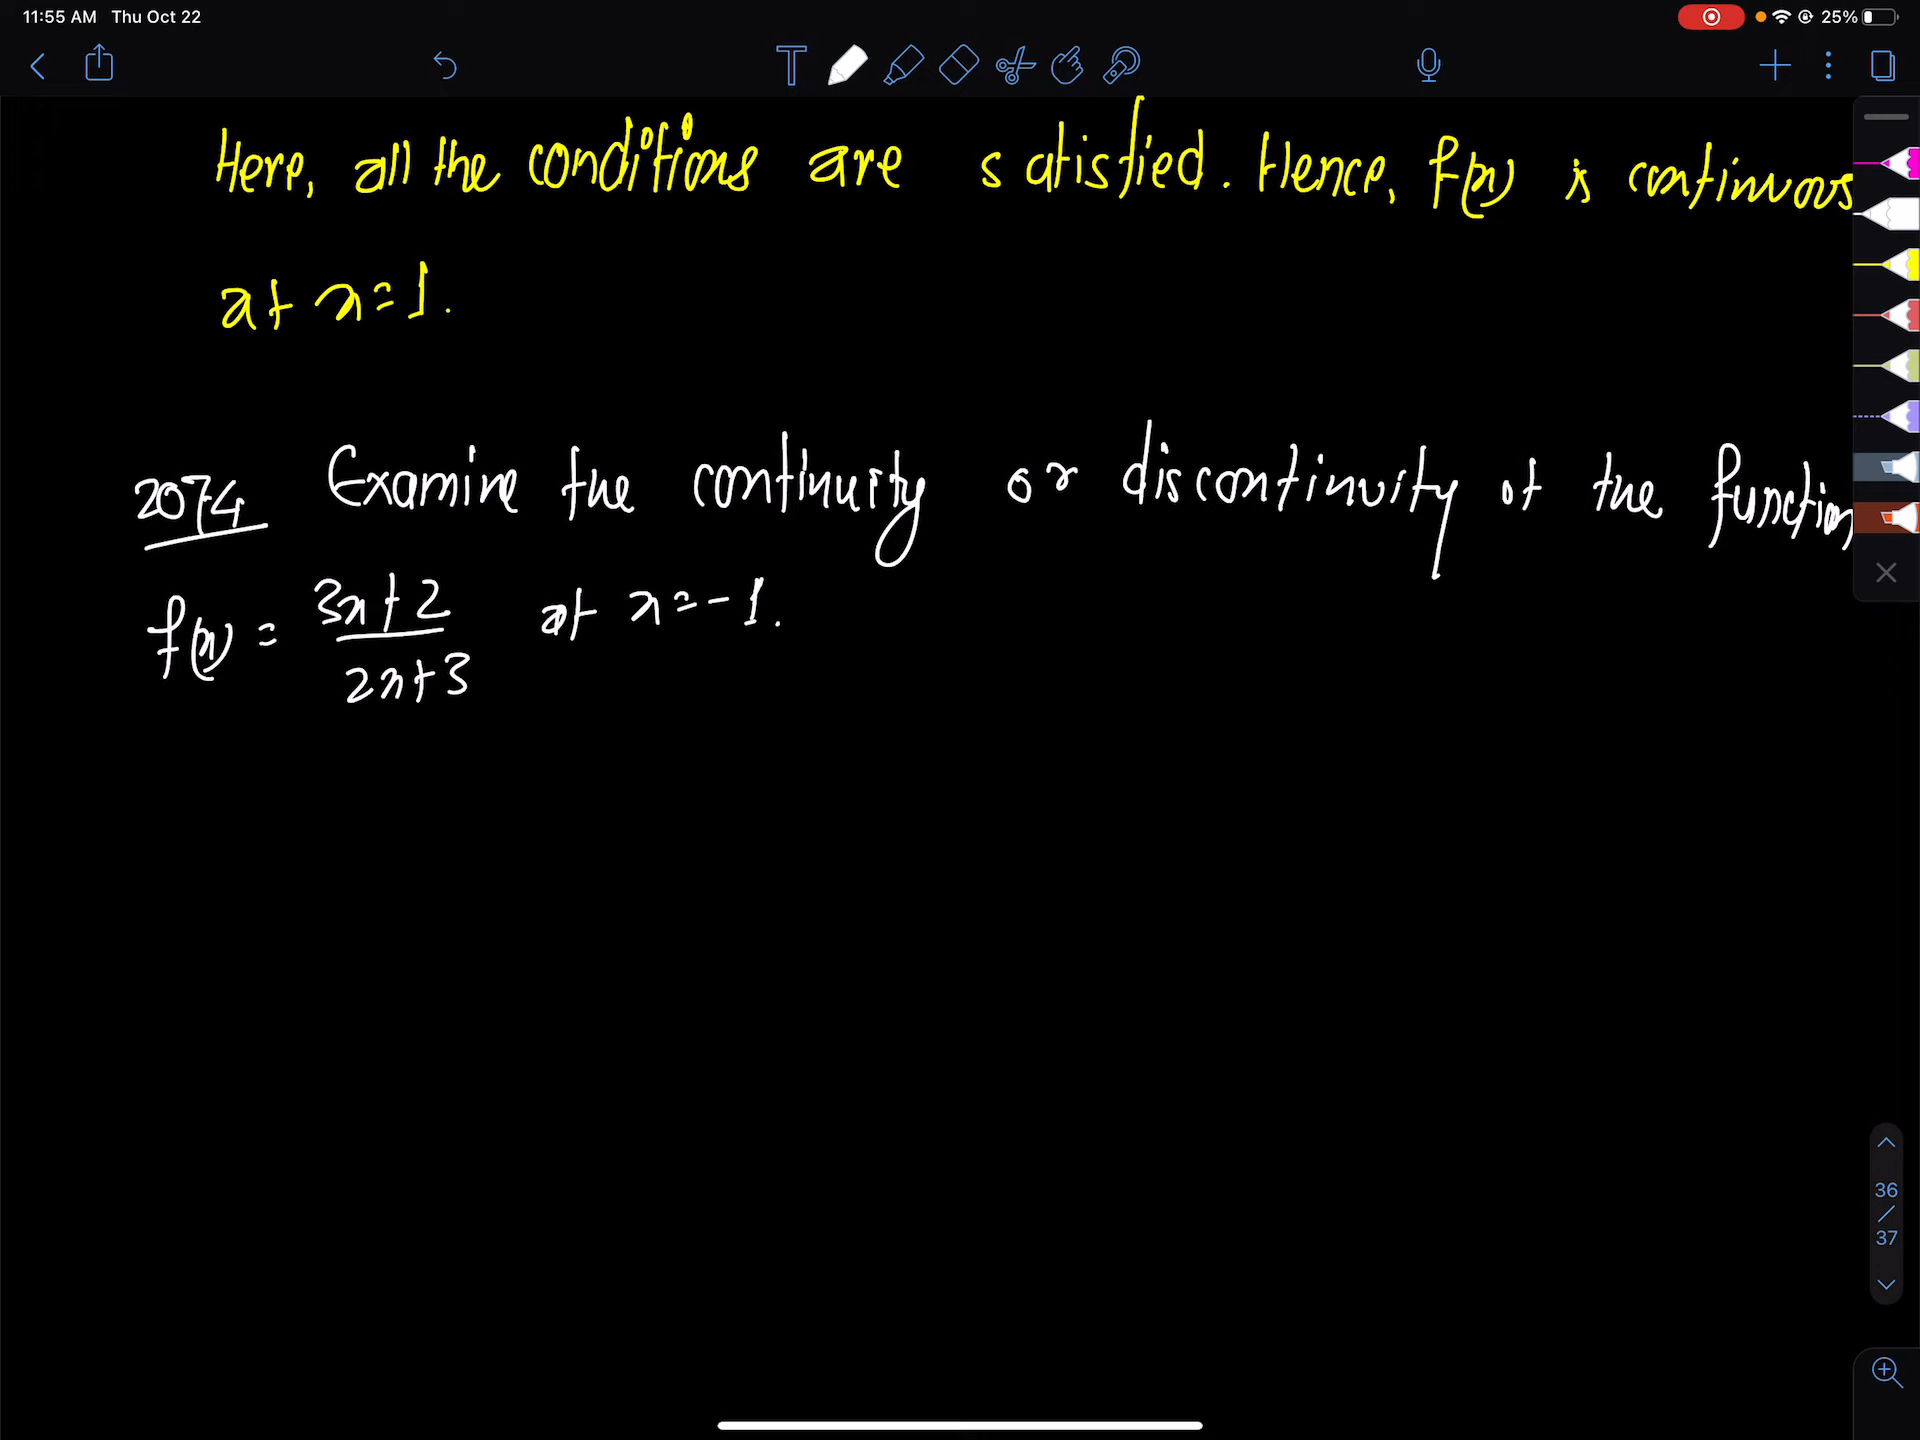 11:55 AM Thu Oct 22 25%
Here, all the conditions are satisfied. Hence, f(x) is continuous
at x=1.
2074 Examine the continuity or discontinuity of the function
f(x) = 3x+2 / 2x+3 at x=-1.
36
/
37